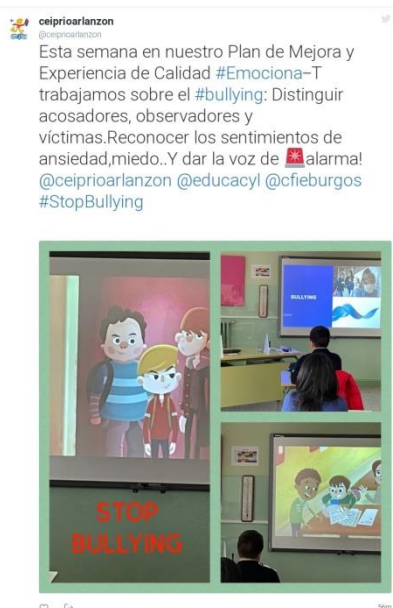 ceiprioarlanzon
@ceiprioarlanzon
Esta semana en nuestro Plan de Mejora y
Experiencia de Calidad #Emociona-T
trabajamos sobre el #bullying: Distinguir
acosadores, observadores y
víctimas.Reconocer los sentimientos de
ansiedad,miedo..Y dar la voz de 🚨alarma!
@ceiprioarlanzon @educacyl @cfieburgos
#StopBullying
BULLYING
STOP
BULLYING
56m